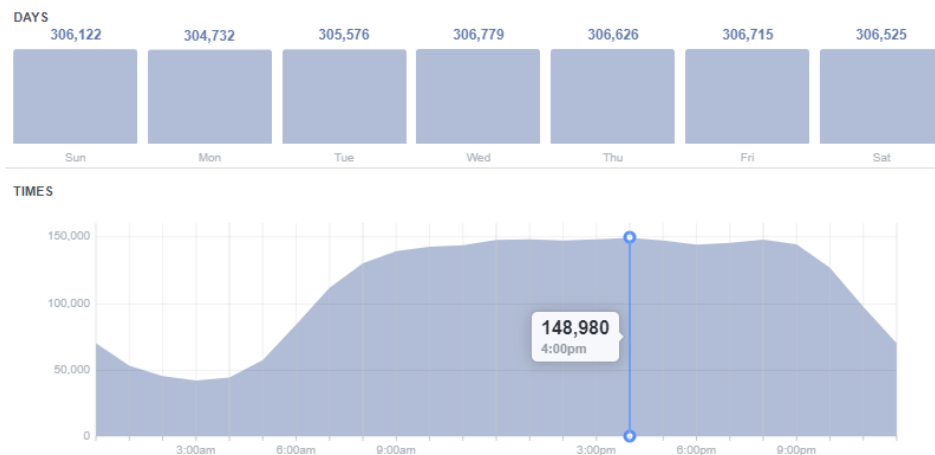 DAYS
306,122 304,732 305,576 306,779 306,626 306,715 306,525
Sun Mon Tue Wed Thu Fri Sat
TIMES
150,000
100,000
148,980
4:00pm
50,000
0
3:00am 6:00am 9:00am 3:00pm 6:00pm 9:00pm